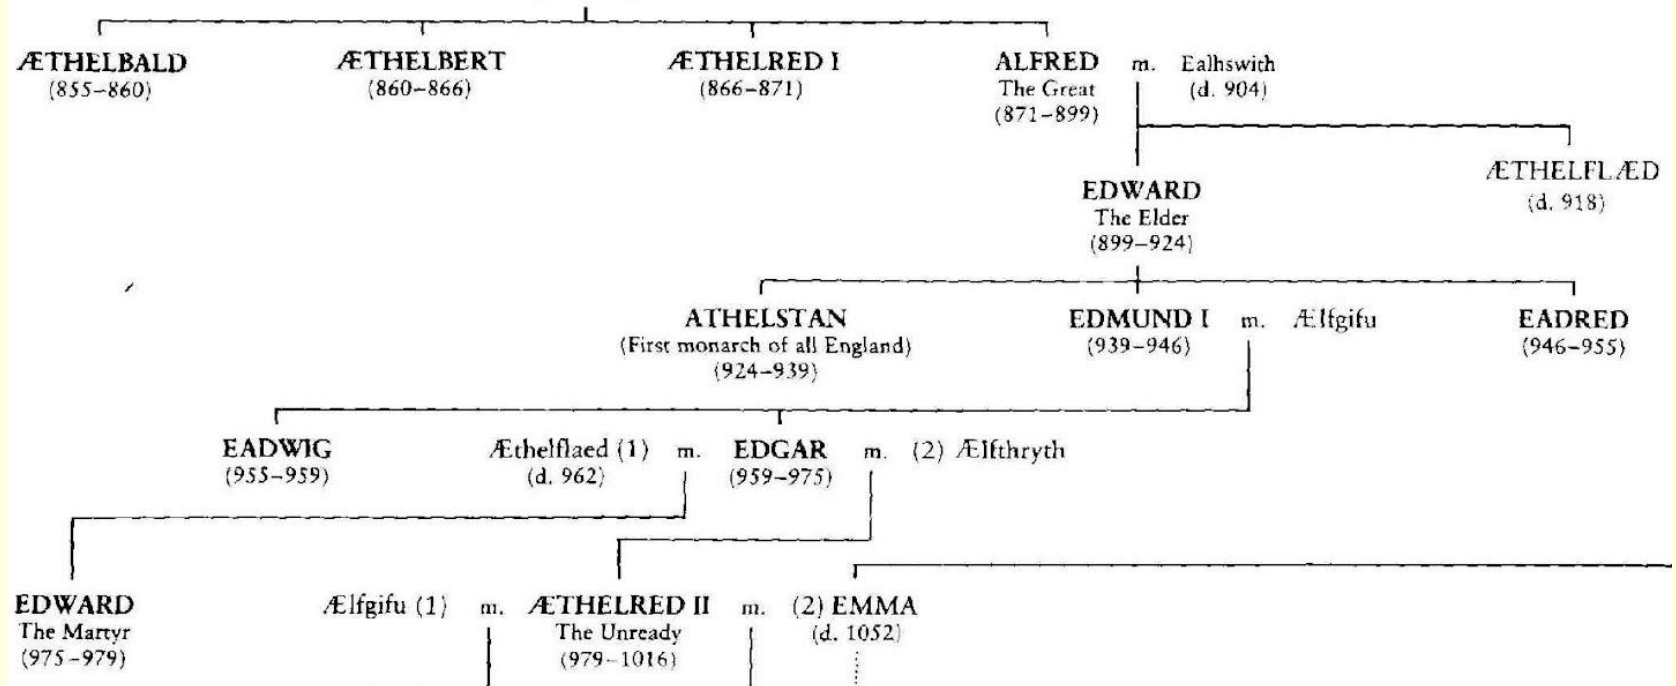 ÆTHELBALD ÆTHELBERT ÆTHELRED I ALFRED m. Ealhswith
(855–860) (860–866) (866–871) The Great (d. 904)
(871–899)
ÆTHELFLÆD
EDWARD (d. 918)
The Elder
(899–924)
ATHELSTAN EDMUND I m. Ælfgifu EADRED
(First monarch of all England) (939–946) (946–955)
(924–939)
EADWIG Æthelflaed (1) m. EDGAR m. (2) Ælfthryth
(955–959) (d. 962) (959–975)
EDWARD Ælfgifu (1) m. ÆTHELRED II m. (2) EMMA
The Martyr The Unready (d. 1052)
(975–979) (979–1016)